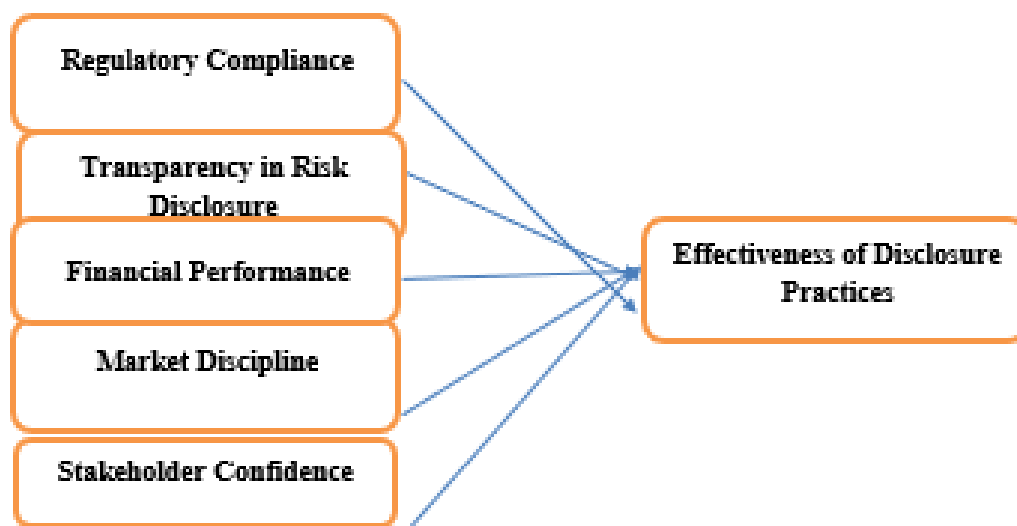 Regulatory Compliance
Transparency in Risk
Disclosure
Financial Performance
Market Discipline
Stakeholder Confidence
Effectiveness of Disclosure
Practices